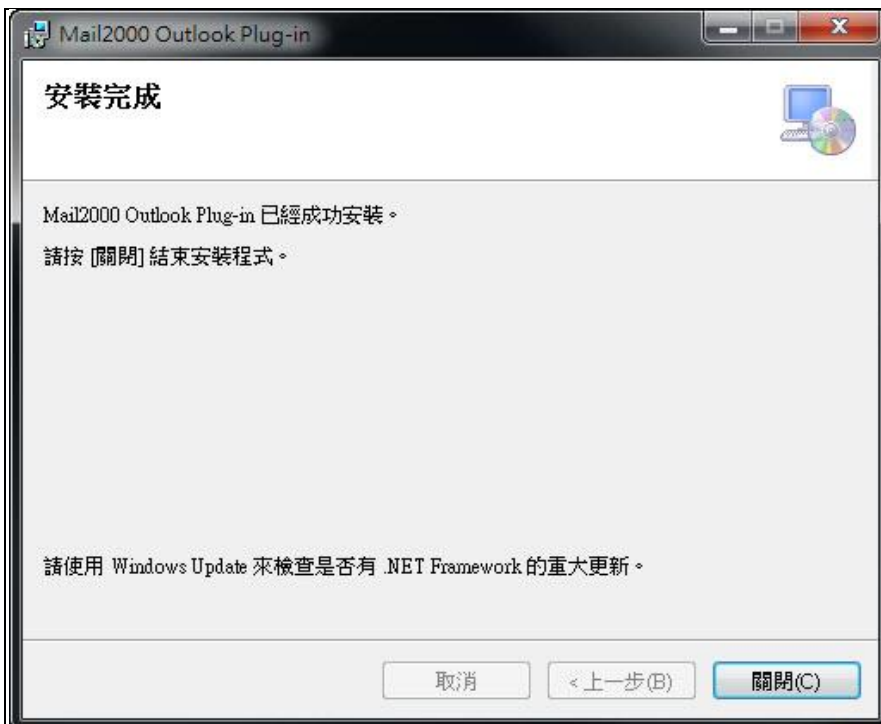 Mail2000 Outlook Plug-in
安裝完成
Mail2000 Outlook Plug-in 已經成功安裝。
請按 [關閉] 結束安裝程式。
請使用 Windows Update 來檢查是否有 .NET Framework 的重大更新。
取消
< 上一步(B)
關閉(C)